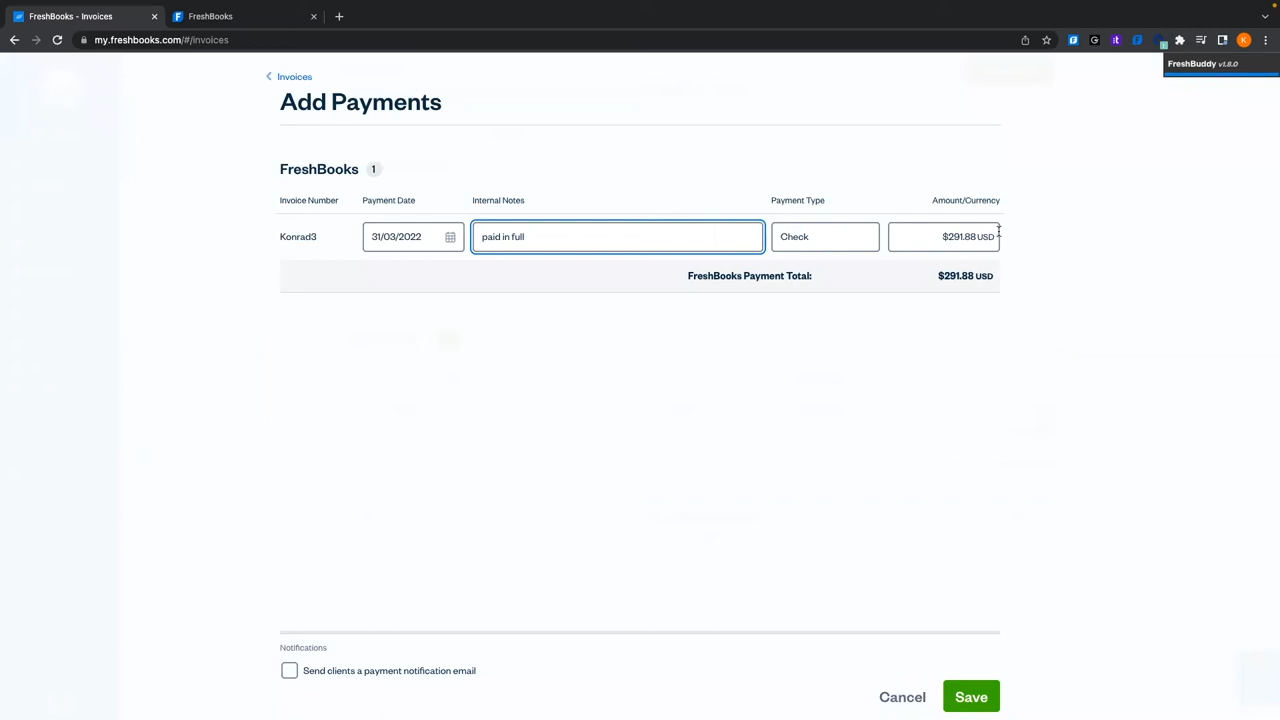 FreshBooks - Invoices
FreshBooks
my.freshbooks.com/#/invoices
FreshBuddy v1.8.0
Invoices
Add Payments
FreshBooks 1
Invoice Number Payment Date Internal Notes Payment Type Amount/Currency
Konrad3 31/03/2022 paid in full Check $291.88 USD
FreshBooks Payment Total: $291.88 USD
Notifications
Send clients a payment notification email
Cancel Save